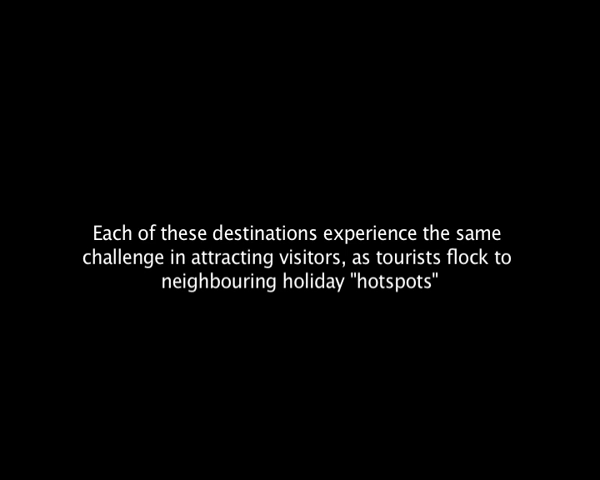 Each of these destinations experience the same
challenge in attracting visitors, as tourists flock to
neighbouring holiday "hotspots"